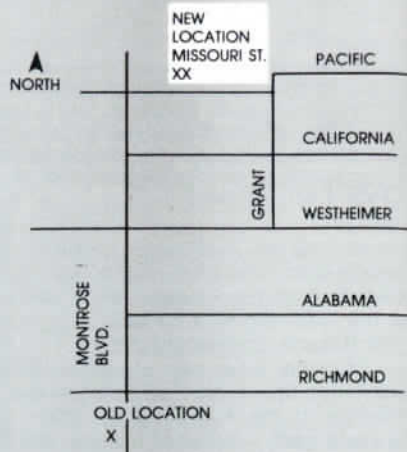 NEW
LOCATION
MISSOURI ST.
XX
PACIFIC
NORTH
CALIFORNIA
GRANT
WESTHEIMER
ALABAMA
MONTROSE
BLVD.
RICHMOND
OLD LOCATION
X